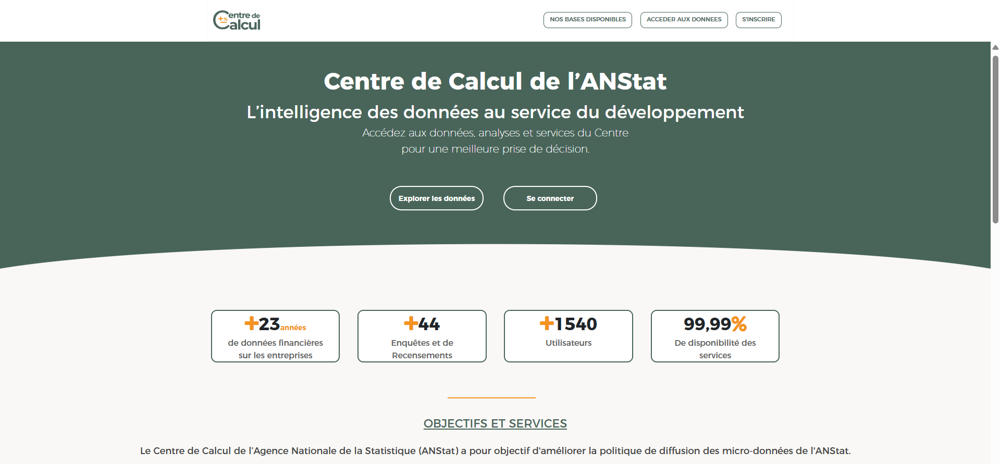 Centre de
+%
Calcul
NOS BASES DISPONIBLES
ACCEDER AUX DONNEES
S'INSCRIRE
Centre de Calcul de l’ANStat
L’intelligence des données au service du développement
Accédez aux données, analyses et services du Centre
pour une meilleure prise de décision.
Explorer les données
Se connecter
+23années
de données financières
sur les entreprises
+44
Enquêtes et de
Recensements
+1540
Utilisateurs
99,99%
De disponibilité des
services
OBJECTIFS ET SERVICES
Le Centre de Calcul de l’Agence Nationale de la Statistique (ANStat) a pour objectif d'améliorer la politique de diffusion des micro-données de l'ANStat.